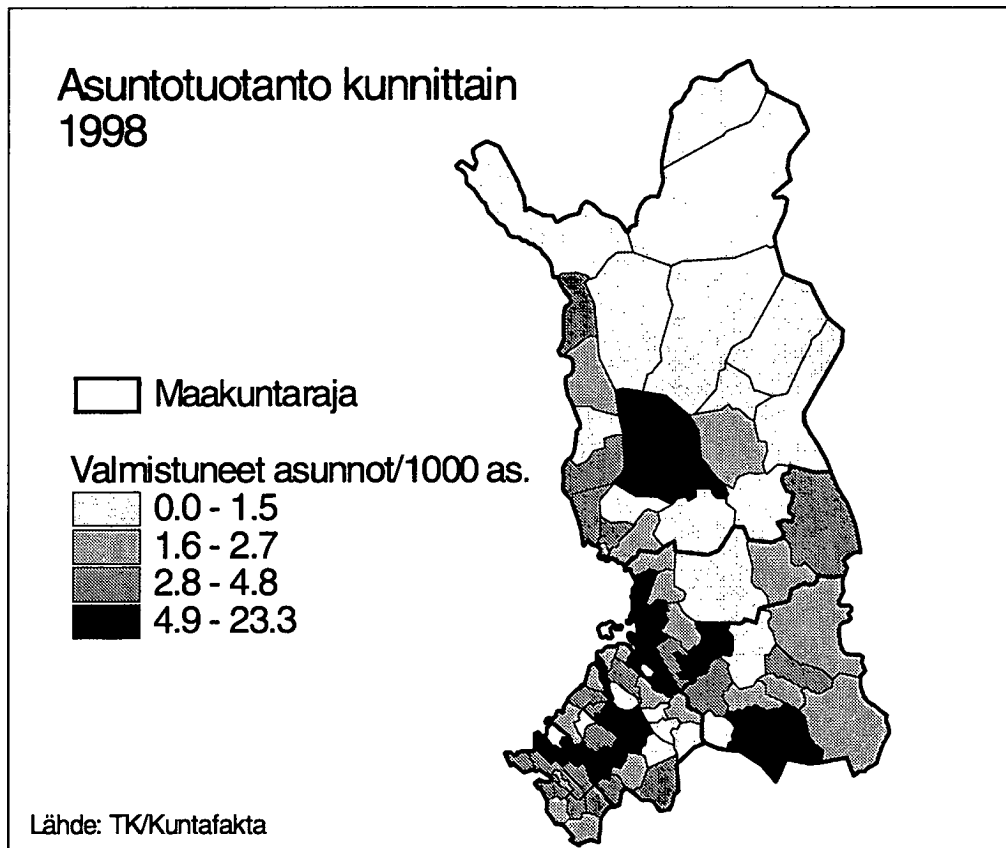 Asuntotuotanto kunnittain
1998
Maakuntaraja
Valmistuneet asunnot/1000 as.
0.0 - 1.5
1.6 - 2.7
2.8 - 4.8
4.9 - 23.3
Lähde: TK/Kuntafakta